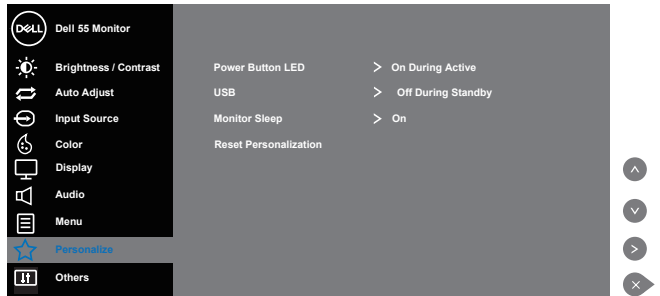 DELL Dell 55 Monitor
Brightness / Contrast Power Button LED > On During Active
Auto Adjust USB > Off During Standby
Input Source Monitor Sleep > On
Color Reset Personalization
Display
Audio
Menu
Personalize
Others